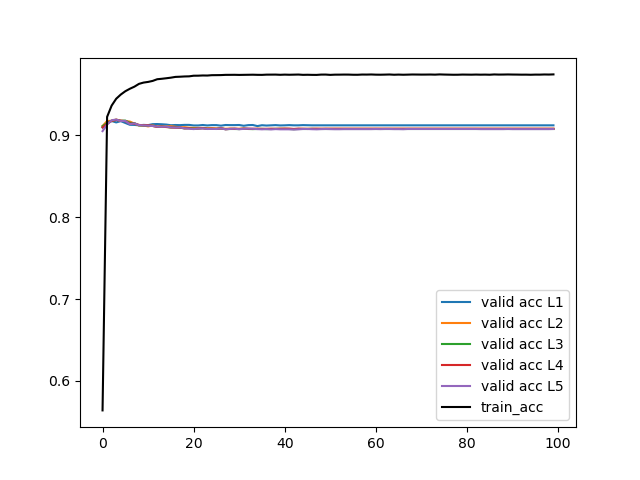 0.9
0.8
0.7
0.6
valid acc L1
valid acc L2
valid acc L3
valid acc L4
valid acc L5
train_acc
0 20 40 60 80 100